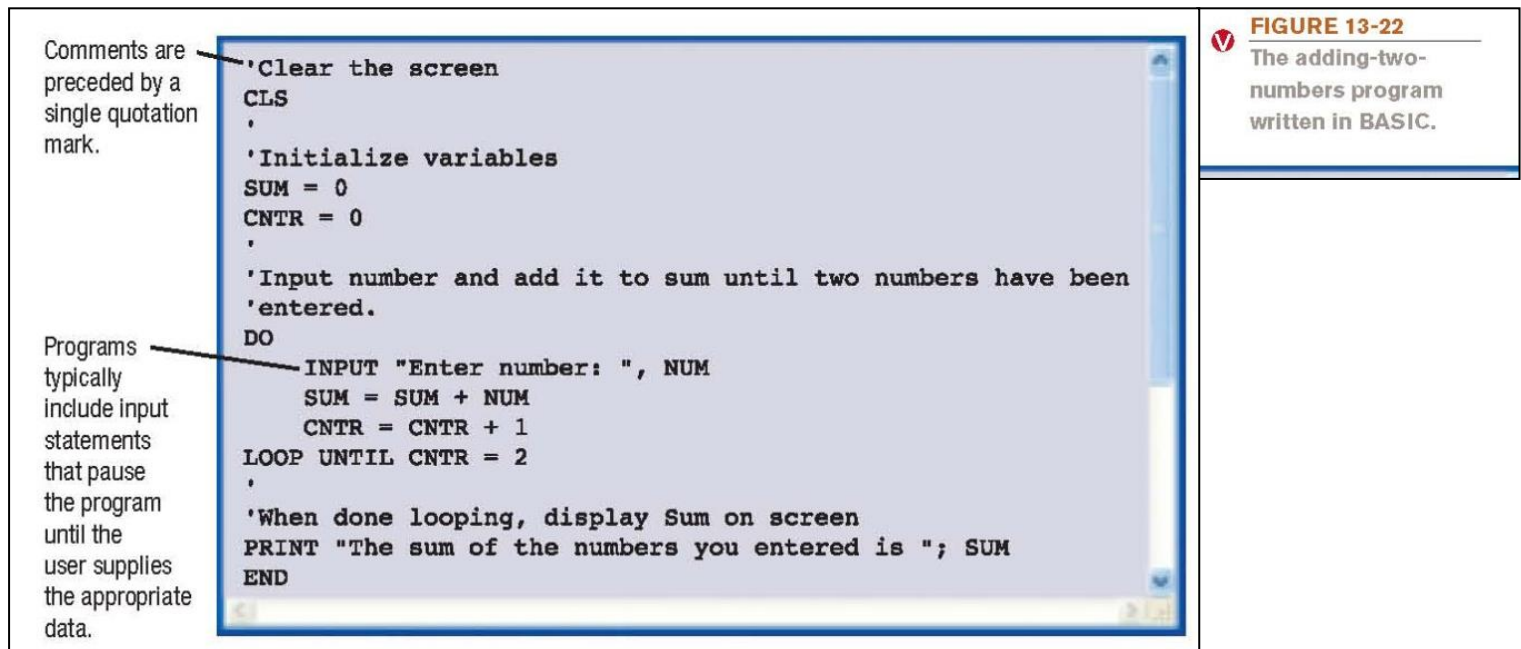 Comments are
preceded by a
single quotation
mark.
'Clear the screen
CLS
'
'Initialize variables
SUM = 0
CNTR = 0
'
'Input number and add it to sum until two numbers have been
'entered.
DO
    INPUT "Enter number: ", NUM
    SUM = SUM + NUM
    CNTR = CNTR + 1
LOOP UNTIL CNTR = 2
'
'When done looping, display Sum on screen
PRINT "The sum of the numbers you entered is "; SUM
END
Programs
typically
include input
statements
that pause
the program
until the
user supplies
the appropriate
data.
V
FIGURE 13-22
The adding-two-
numbers program
written in BASIC.